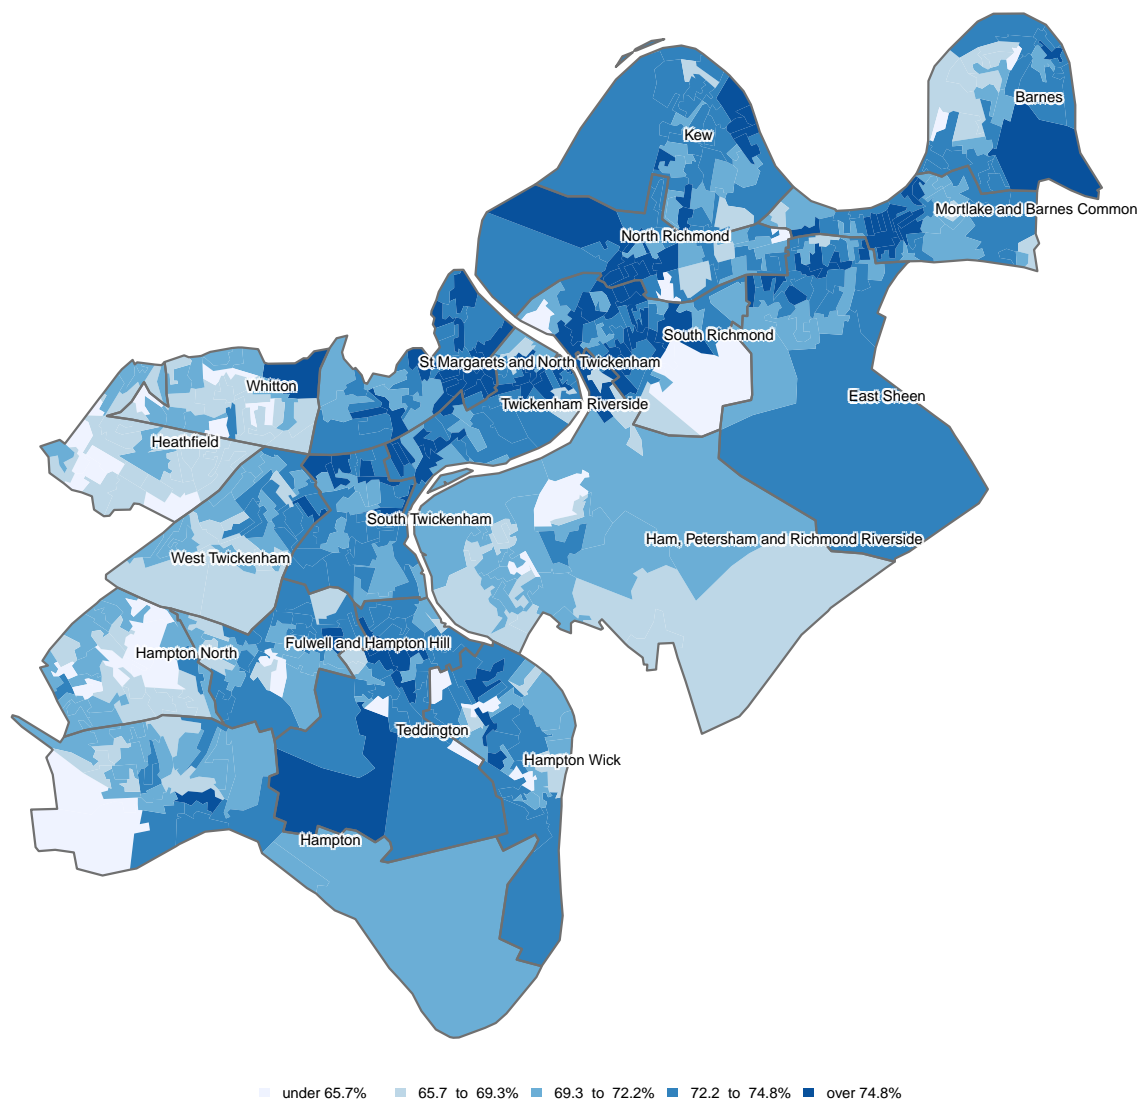 Barnes
Kew
Mortlake and Barnes Common
North Richmond
South Richmond
St.Margarets and North Twickenham
Whitton
East Sheen
Twickenham Riverside
Heathfield
South Twickenham
Ham, Petersham and Richmond Riverside
West Twickenham
Fulwell and Hampton Hill
Hampton North
Teddington
Hampton Wick
Hampton
under 65.7% 65.7 to 69.3% 69.3 to 72.2% 72.2 to 74.8% over 74.8%